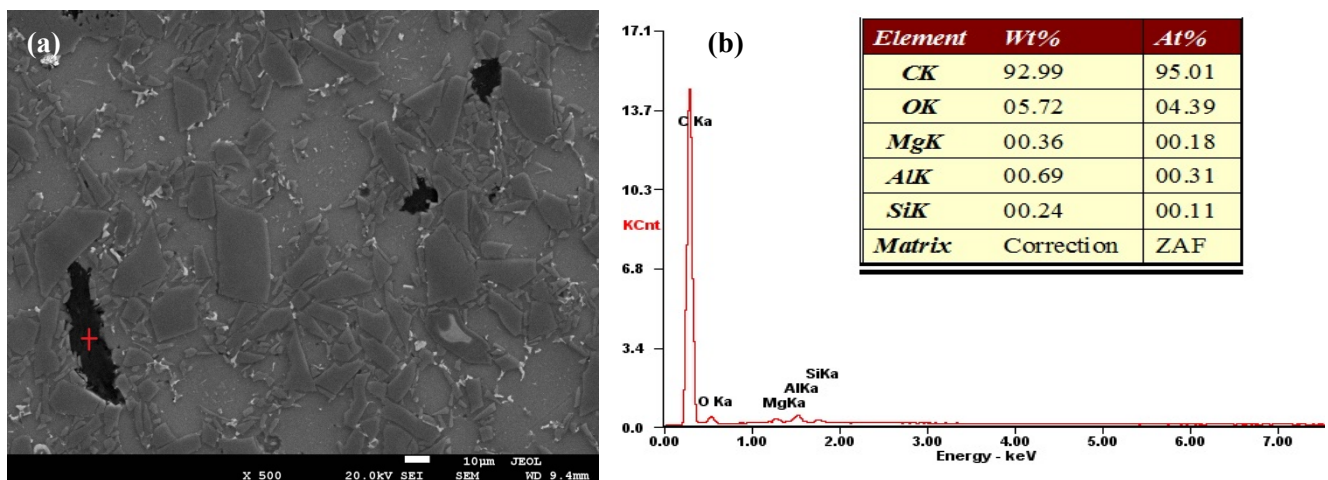 (a)
10µm JEOL
X 500 20.0kV SEI SEM WD 9.4mm
(b)
17.1
13.7
10.3
KCnt
6.8
3.4
0.0
C Ka
O Ka
MgKa
AlKa
SiKa
0.00 1.00 2.00 3.00 4.00 5.00 6.00 7.00
Energy - keV
Element Wt% At%
CK 92.99 95.01
OK 05.72 04.39
MgK 00.36 00.18
AlK 00.69 00.31
SiK 00.24 00.11
Matrix Correction ZAF